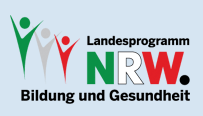 Landesprogramm
NRW.
Bildung und Gesundheit